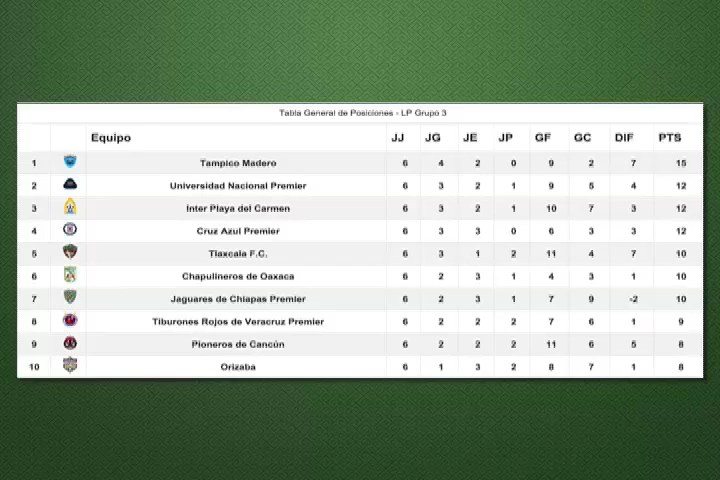 Tabla General de Posiciones - LP Grupo 3
Equipo JJ JG JE JP GF GC DIF PTS
1 Tampico Madero 6 4 2 0 9 2 7 15
2 Universidad Nacional Premier 6 3 2 1 9 5 4 12
3 Inter Playa del Carmen 6 3 2 1 10 7 3 12
4 Cruz Azul Premier 6 3 3 0 6 3 3 12
5 Tlaxcala F.C. 6 3 1 2 11 4 7 10
6 Chapulineros de Oaxaca 6 2 3 1 4 3 1 10
7 Jaguares de Chiapas Premier 6 2 3 1 7 9 -2 10
8 Tiburones Rojos de Veracruz Premier 6 2 2 2 7 6 1 9
9 Pioneros de Cancún 6 2 2 2 11 6 5 8
10 Orizaba 6 1 3 2 8 7 1 8